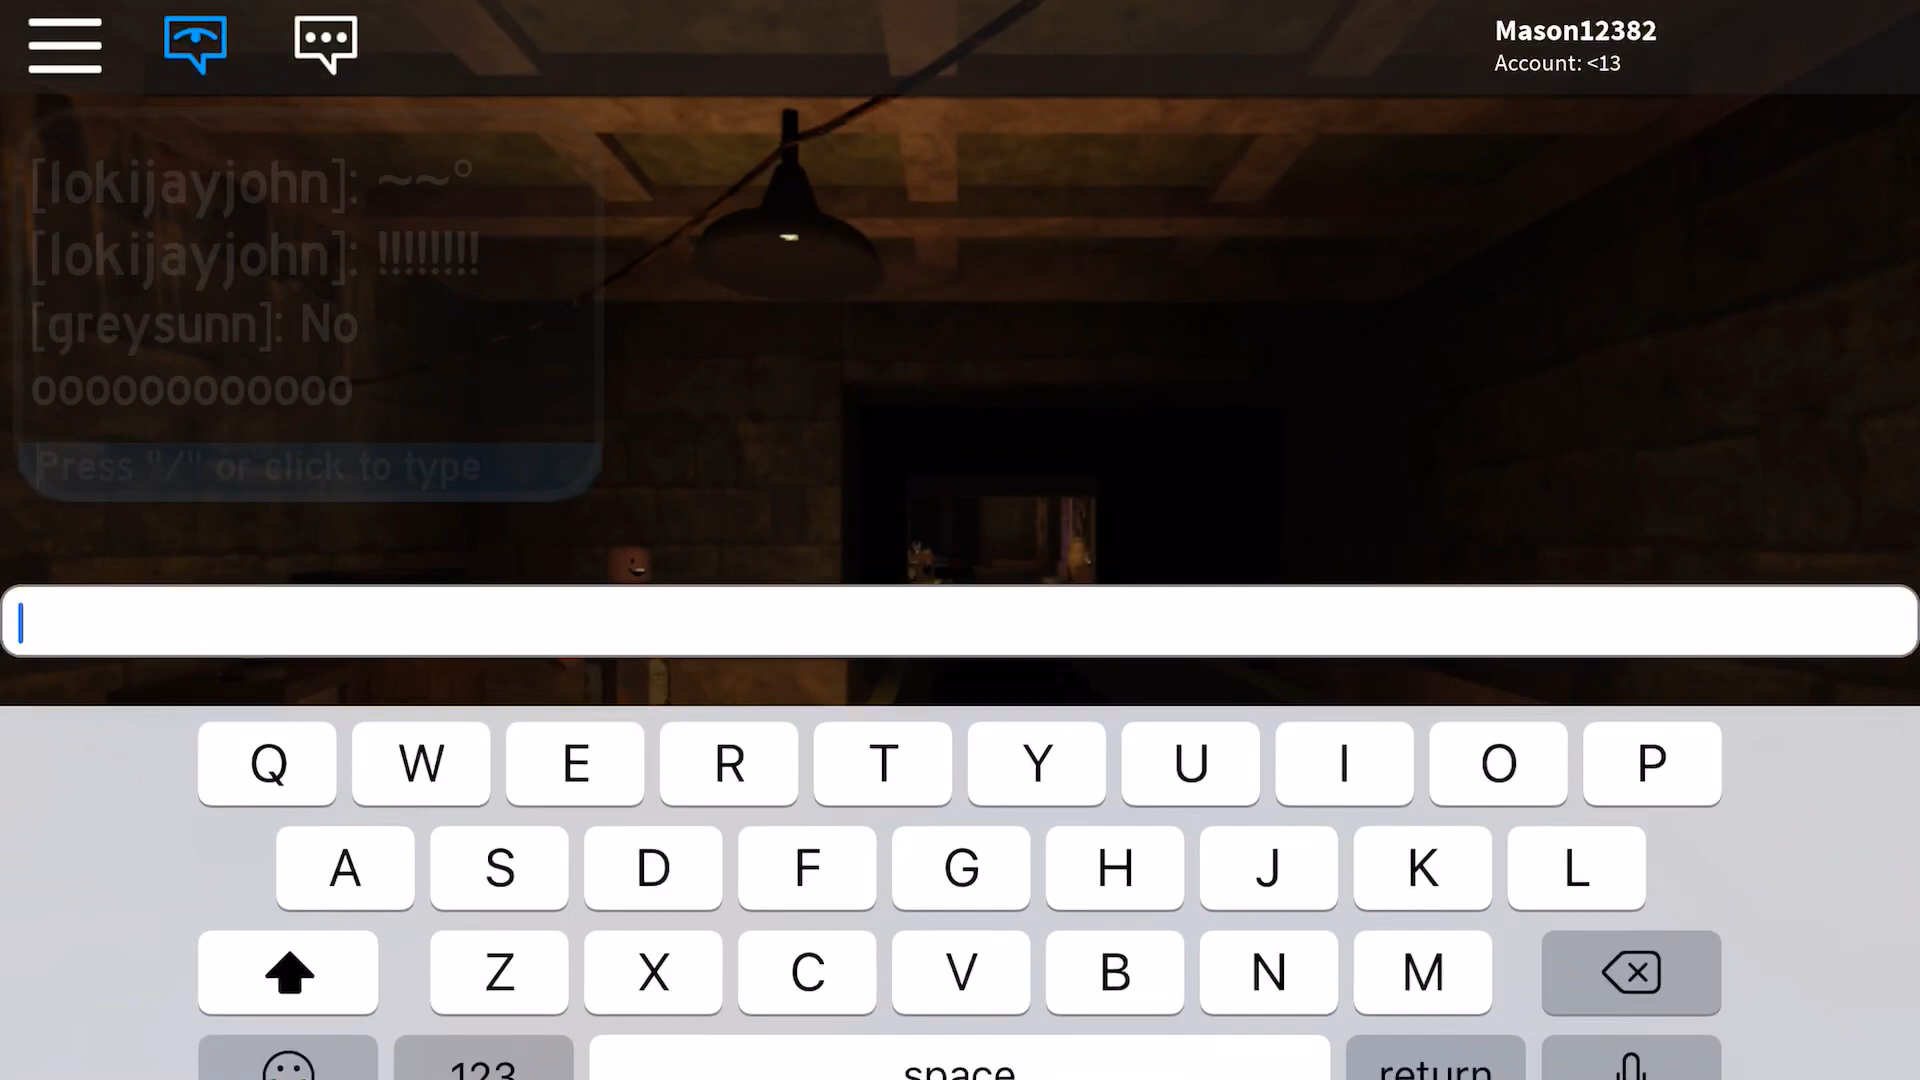 Mason12382
Account: <13
[lokijayjohn]: ~~°
[lokijayjohn]: !!!!!!!!
[greysunn]: No
oooooooooooo
Press "/" or click to type
Q W E R T Y U I O P
A S D F G H J K L
Z X C V B N M
123 space return